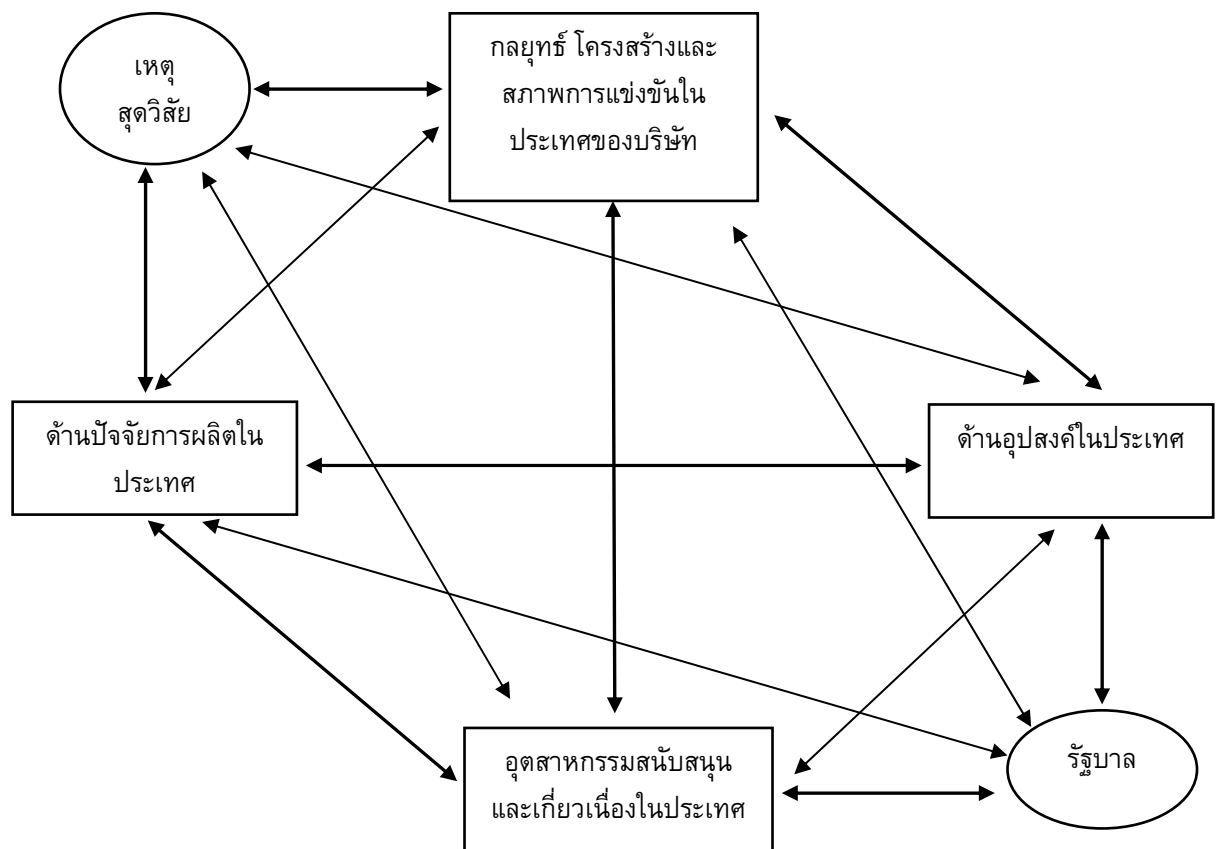 เหตุ
สุดวิสัย
กลยุทธ์ โครงสร้างและ
สภาพการแข่งขันใน
ประเทศของบริษัท
ด้านปัจจัยการผลิตใน
ประเทศ
ด้านอุปสงค์ในประเทศ
อุตสาหกรรมสนับสนุน
และเกี่ยวเนื่องในประเทศ
รัฐบาล